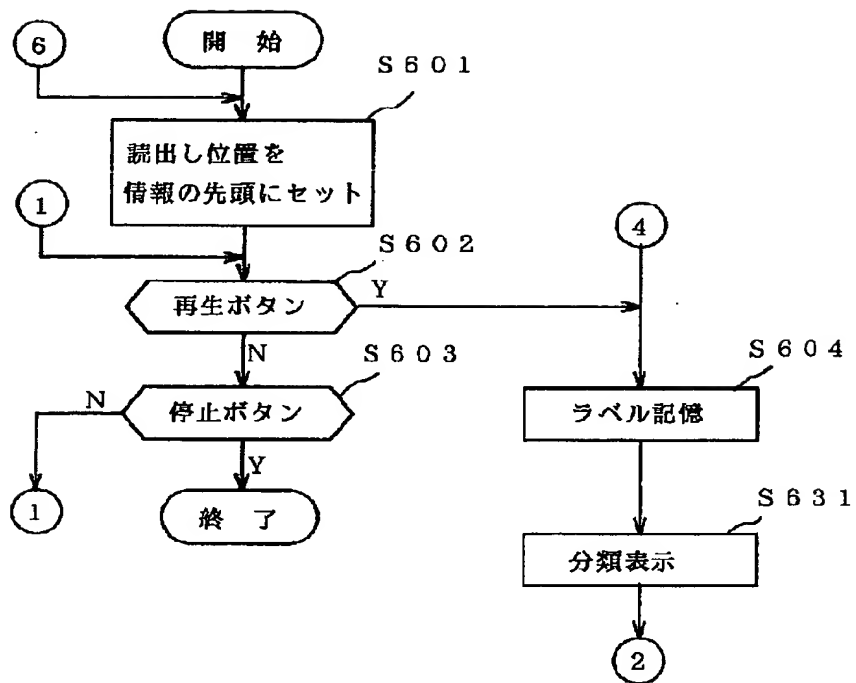 6
開 始
S601
読出し位置を
情報の先頭にセット
1
S602
再生ボタン
Y
4
N
S603
停止ボタン
N
Y
1
終 了
S604
ラベル記憶
S631
分類表示
2